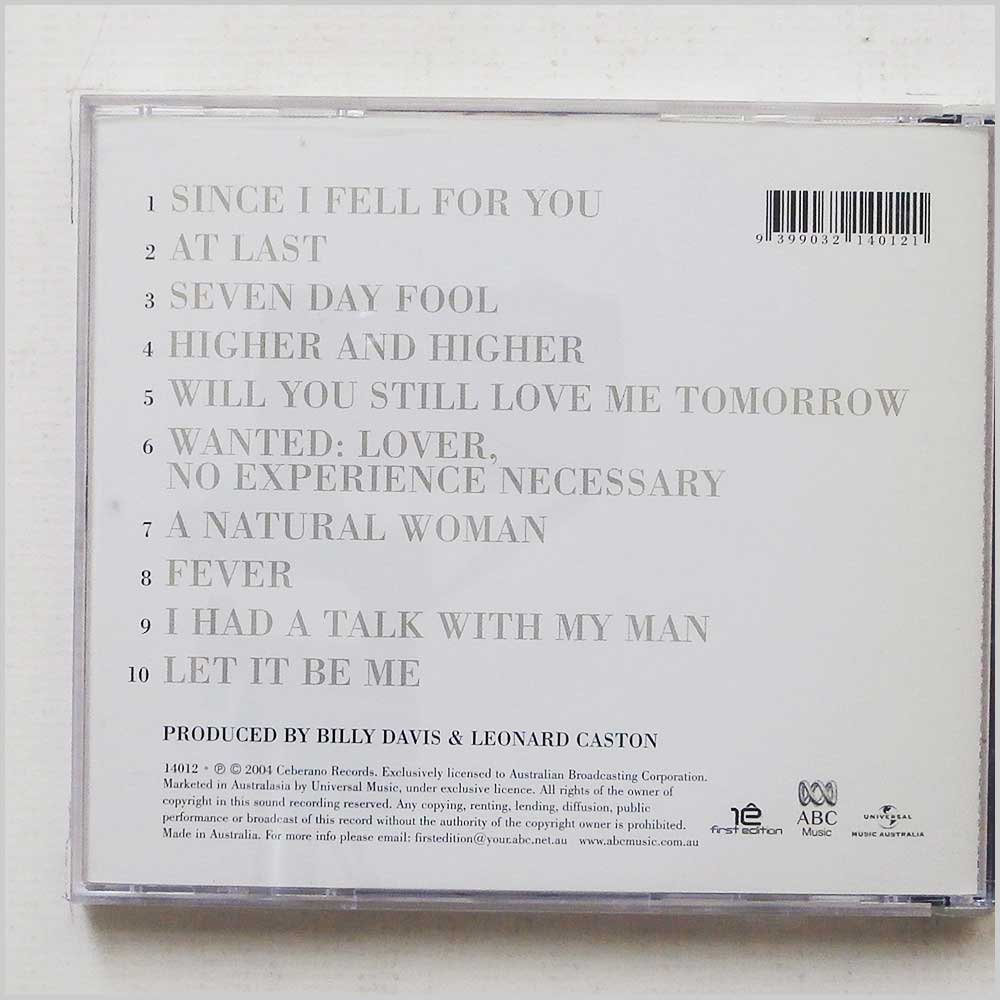 1 SINCE I FELL FOR YOU
2 AT LAST
3 SEVEN DAY FOOL
4 HIGHER AND HIGHER
5 WILL YOU STILL LOVE ME TOMORROW
6 WANTED: LOVER,
NO EXPERIENCE NECESSARY
7 A NATURAL WOMAN
8 FEVER
9 I HAD A TALK WITH MY MAN
10 LET IT BE ME
9 399032 140121
PRODUCED BY BILLY DAVIS & LEONARD CASTON
14012 • ℗ © 2004 Ceberano Records. Exclusively licensed to Australian Broadcasting Corporation.
Marketed in Australasia by Universal Music, under exclusive licence. All rights of the owner of
copyright in this sound recording reserved. Any copying, renting, lending, diffusion, public
performance or broadcast of this record without the authority of the copyright owner is prohibited.
Made in Australia. For more info please email: firstedition@your.abc.net.au www.abcmusic.com.au
1ê
first edition
ABC
Music
UNIVERSAL
MUSIC AUSTRALIA